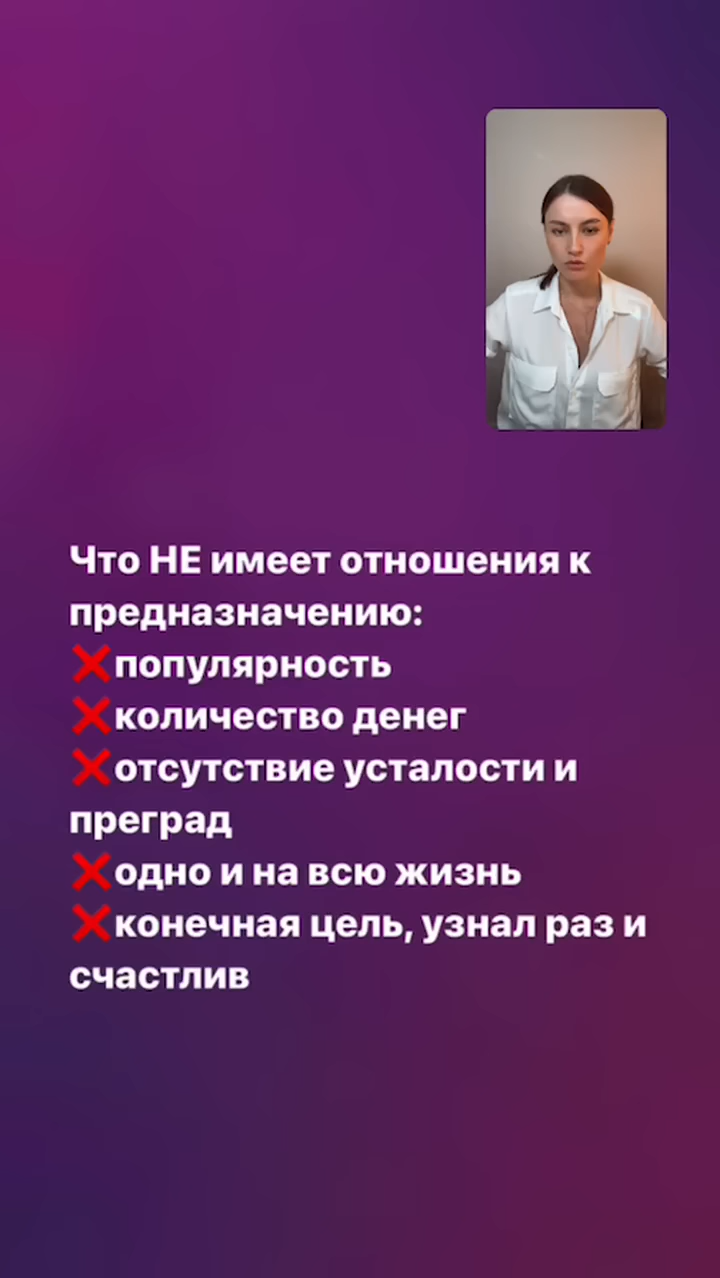 Что НЕ имеет отношения к
предназначению:
❌популярность
❌количество денег
❌отсутствие усталости и
преград
❌одно и на всю жизнь
❌конечная цель, узнал раз и
счастлив